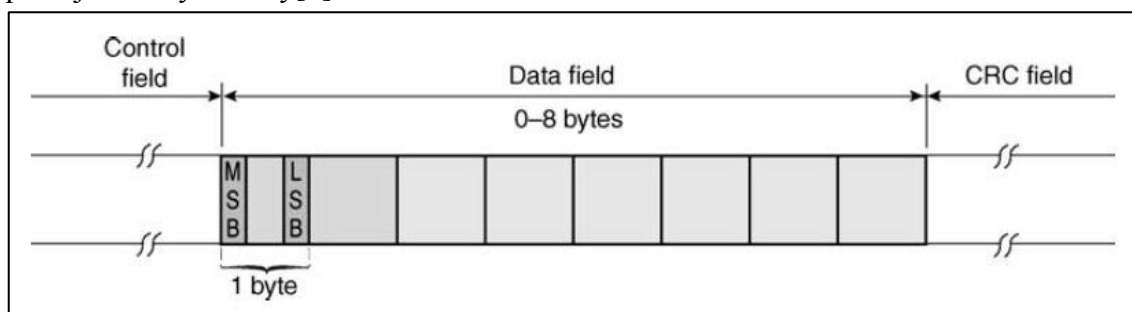 Control
field
Data field
CRC field
0–8 bytes
M
S
B
L
S
B
1 byte